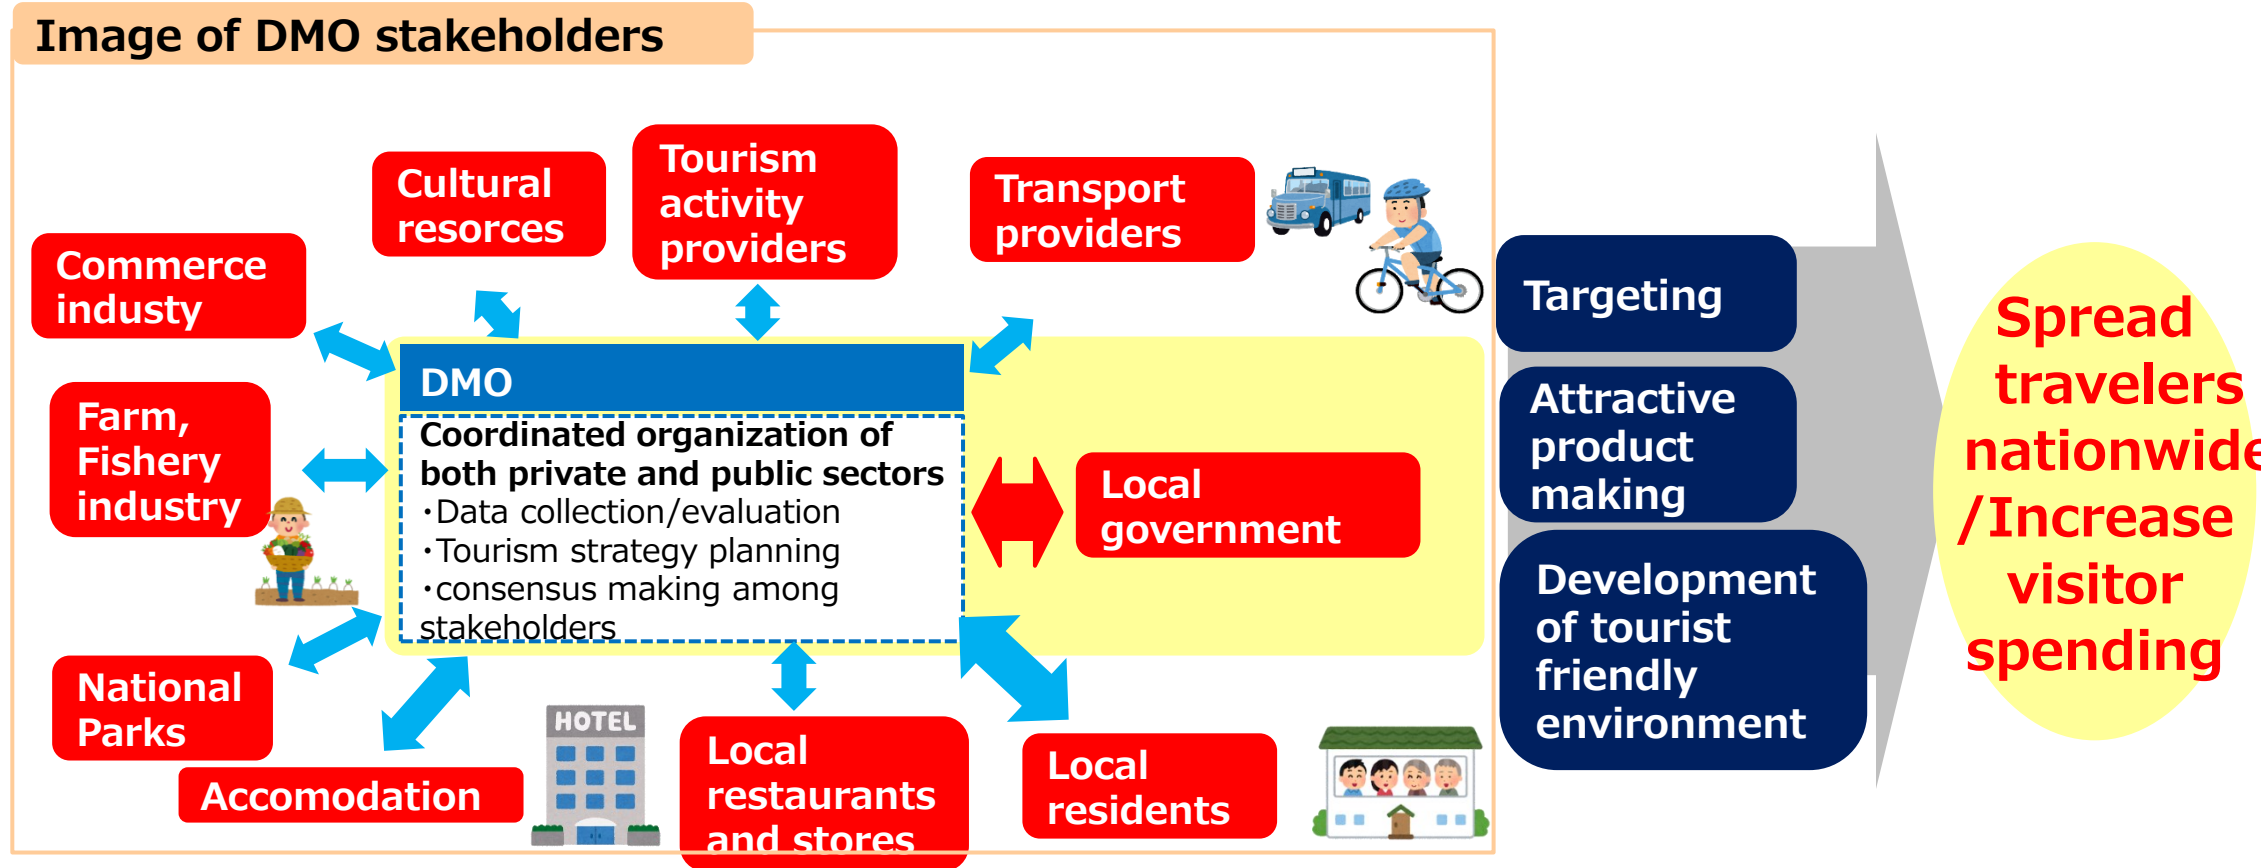 Image of DMO stakeholders
Cultural
resorces
Tourism
activity
providers
Transport
providers
Commerce
industy
Farm,
Fishery
industry
National
Parks
Accomodation
HOTEL
Local
restaurants
and stores
Local
residents
DMO
Coordinated organization of
both private and public sectors
・Data collection/evaluation
・Tourism strategy planning
・consensus making among
stakeholders
Local
government
Targeting
Attractive
product
making
Development
of tourist
friendly
environment
Spread
travelers
nationwide
/Increase
visitor
spending